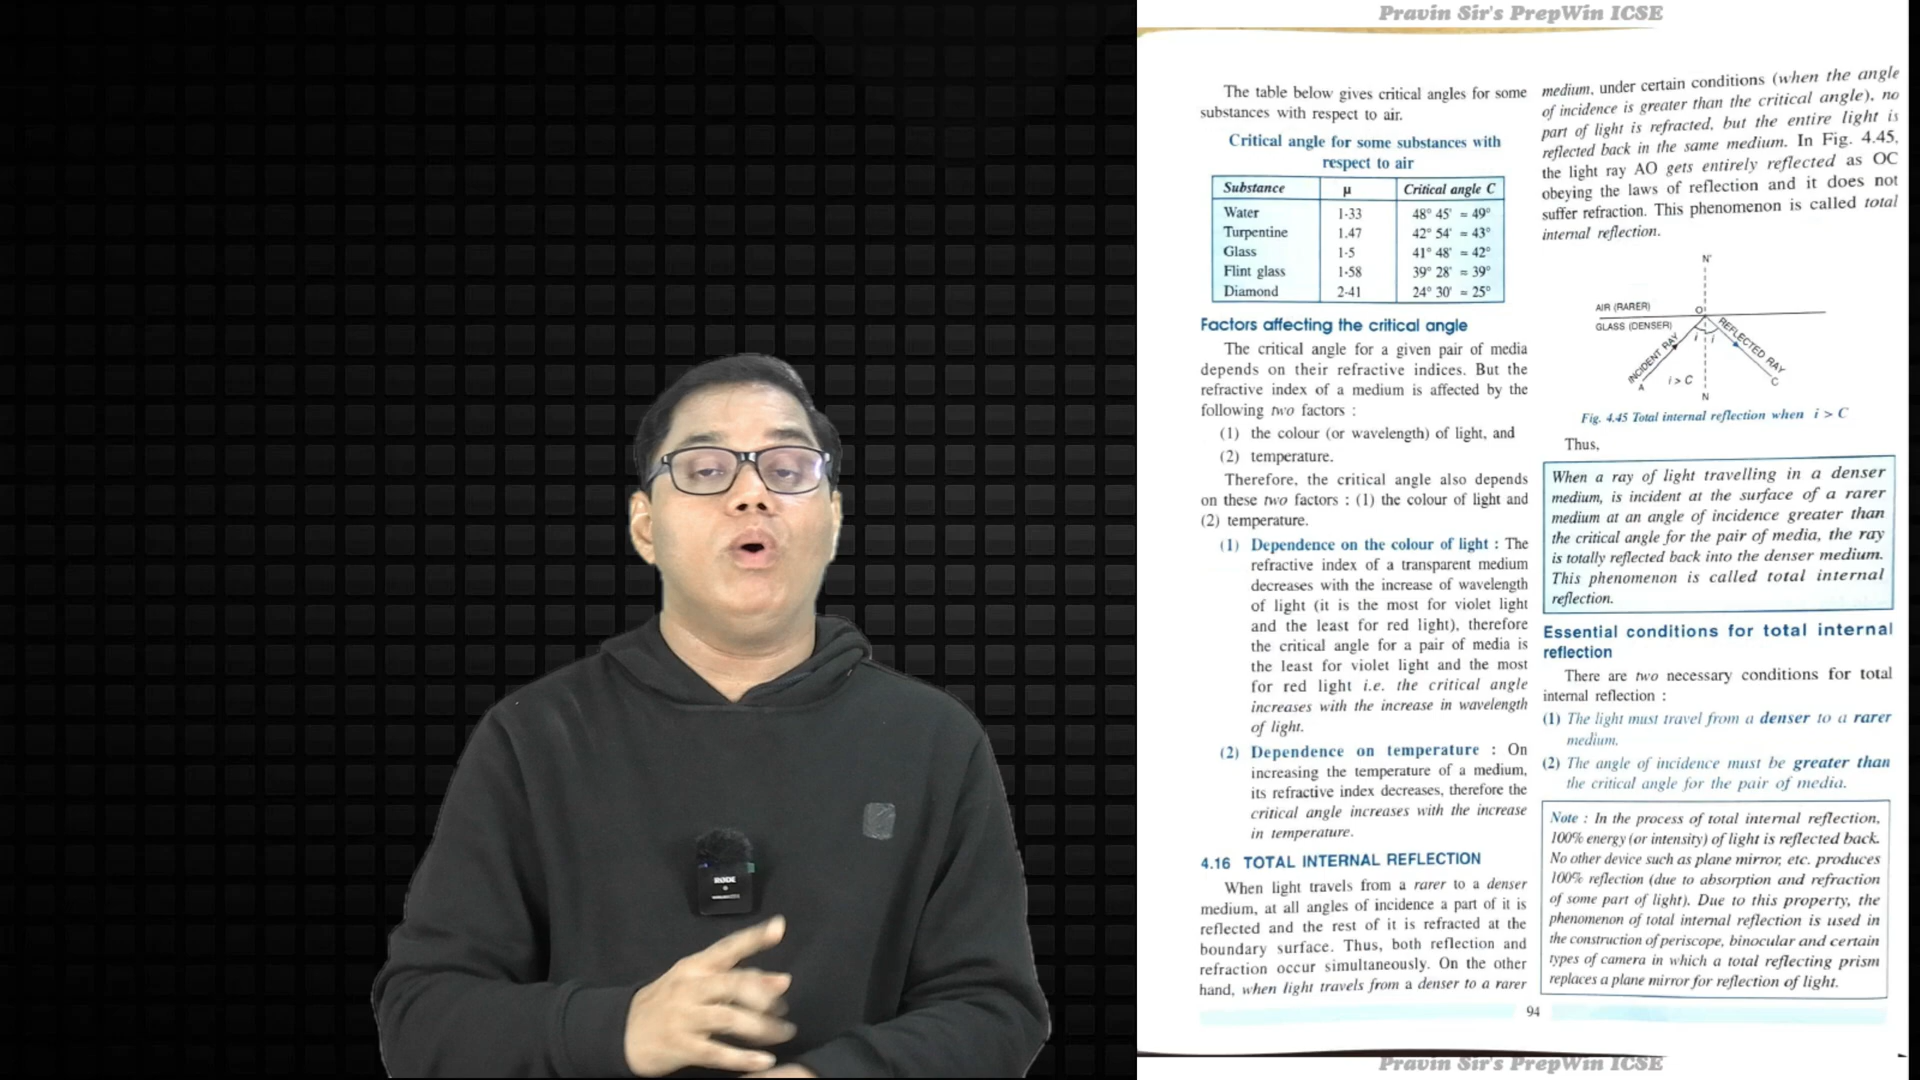 Pravin Sir's PrepWin ICSE
The table below gives critical angles for some
substances with respect to air.
Critical angle for some substances with
respect to air
Substance μ Critical angle C
Water 1·33 48° 45' = 49°
Turpentine 1.47 42° 54' = 43°
Glass 1·5 41° 48' = 42°
Flint glass 1·58 39° 28' = 39°
Diamond 2·41 24° 30' = 25°
Factors affecting the critical angle
The critical angle for a given pair of media
depends on their refractive indices. But the
refractive index of a medium is affected by the
following two factors :
(1) the colour (or wavelength) of light, and
(2) temperature.
Therefore, the critical angle also depends
on these two factors : (1) the colour of light and
(2) temperature.
(1) Dependence on the colour of light : The
refractive index of a transparent medium
decreases with the increase of wavelength
of light (it is the most for violet light
and the least for red light), therefore
the critical angle for a pair of media is
the least for violet light and the most
for red light i.e. the critical angle
increases with the increase in wavelength
of light.
(2) Dependence on temperature : On
increasing the temperature of a medium,
its refractive index decreases, therefore the
critical angle increases with the increase
in temperature.
4.16 TOTAL INTERNAL REFLECTION
When light travels from a rarer to a denser
medium, at all angles of incidence a part of it is
reflected and the rest of it is refracted at the
boundary surface. Thus, both reflection and
refraction occur simultaneously. On the other
hand, when light travels from a denser to a rarer
medium, under certain conditions (when the angle
of incidence is greater than the critical angle), no
part of light is refracted, but the entire light is
reflected back in the same medium. In Fig. 4.45,
the light ray AO gets entirely reflected as OC
obeying the laws of reflection and it does not
suffer refraction. This phenomenon is called total
internal reflection.
N'
AIR (RARER)
O
GLASS (DENSER)
i i
INCIDENT RAY
REFLECTED RAY
A
i > C
C
N
Fig. 4.45 Total internal reflection when i > C
Thus,
When a ray of light travelling in a denser
medium, is incident at the surface of a rarer
medium at an angle of incidence greater than
the critical angle for the pair of media, the ray
is totally reflected back into the denser medium.
This phenomenon is called total internal
reflection.
Essential conditions for total internal
reflection
There are two necessary conditions for total
internal reflection :
(1) The light must travel from a denser to a rarer
medium.
(2) The angle of incidence must be greater than
the critical angle for the pair of media.
Note : In the process of total internal reflection,
100% energy (or intensity) of light is reflected back.
No other device such as plane mirror, etc. produces
100% reflection (due to absorption and refraction
of some part of light). Due to this property, the
phenomenon of total internal reflection is used in
the construction of periscope, binocular and certain
types of camera in which a total reflecting prism
replaces a plane mirror for reflection of light.
94
Pravin Sir's PrepWin ICSE
RØDE